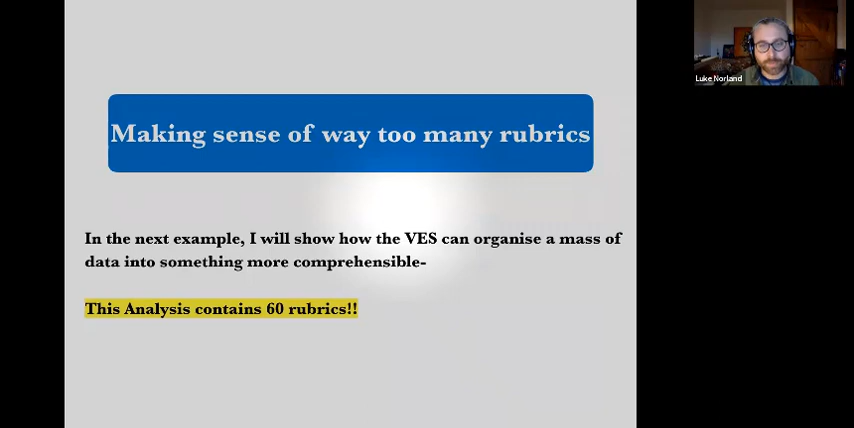 Making sense of way too many rubrics
In the next example, I will show how the VES can organise a mass of
data into something more comprehensible-
This Analysis contains 60 rubrics!!
Luke Norland